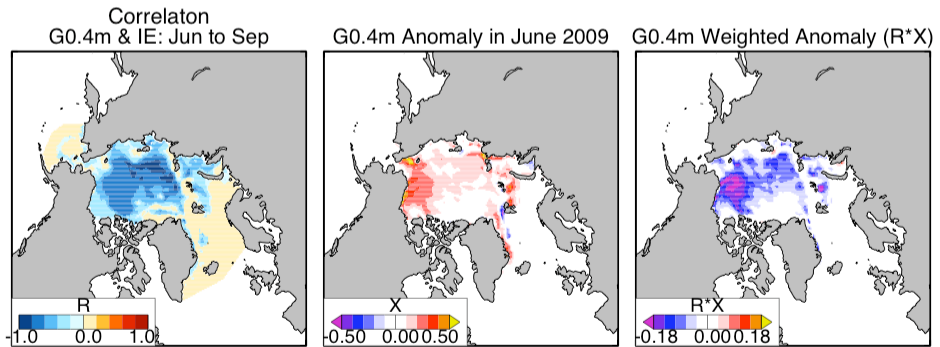 Correlaton
G0.4m & IE: Jun to Sep
G0.4m Anomaly in June 2009
G0.4m Weighted Anomaly (R*X)
R
-1.0 0.0 1.0
X
-0.50 0.00 0.50
R*X
-0.18 0.00 0.18